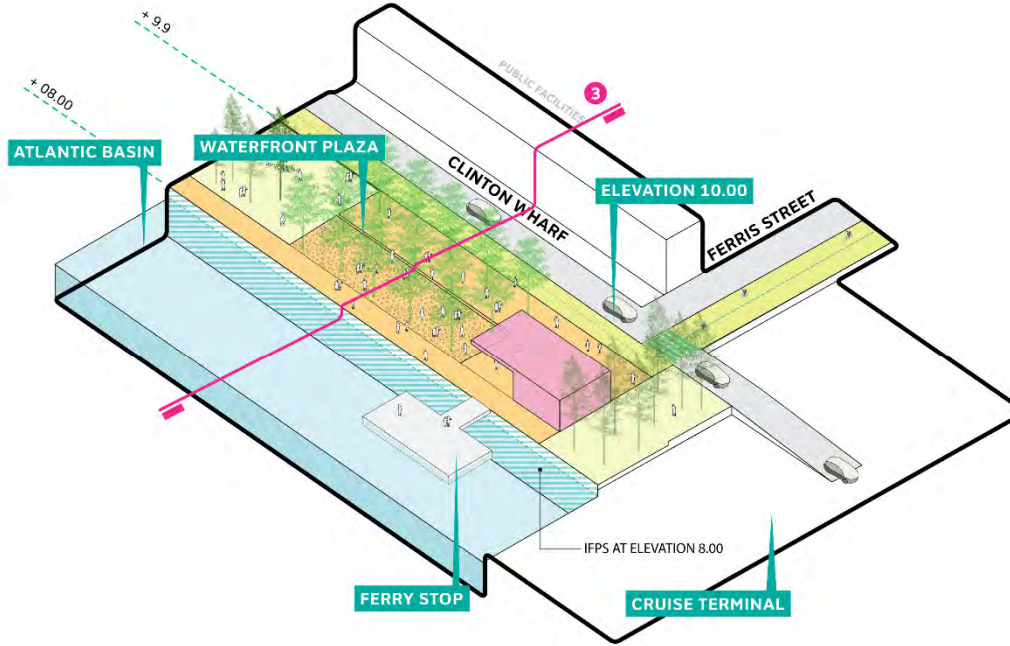 + 9.9
+ 08.00
PUBLIC FACILITIES
3
ATLANTIC BASIN
WATERFRONT PLAZA
CLINTON WHARF
ELEVATION 10.00
FERRIS STREET
IFPS AT ELEVATION 8.00
FERRY STOP
CRUISE TERMINAL